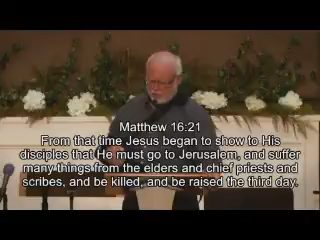 Matthew 16:21
From that time Jesus began to show to His
disciples that He must go to Jerusalem, and suffer
many things from the elders and chief priests and
scribes, and be killed, and be raised the third day.